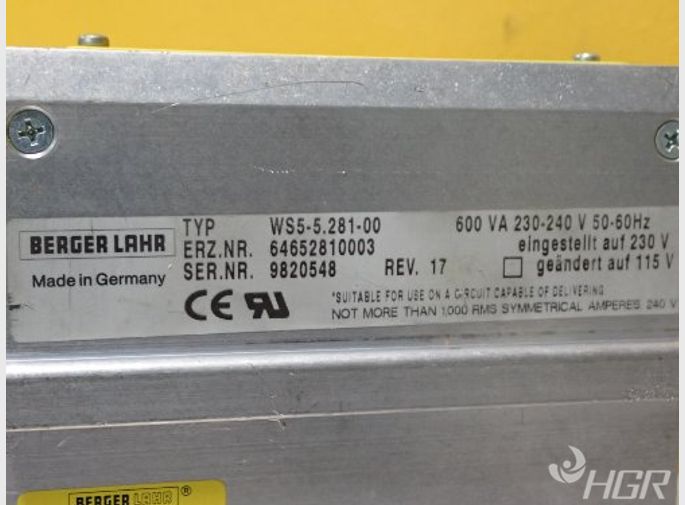 BERGER LAHR
Made in Germany
TYP WS5-5.281-00 600 VA 230-240 V 50-60Hz
ERZ.NR. 64652810003 eingestellt auf 230 V
SER.NR. 9820548 REV. 17 geändert auf 115 V
CE RU
*SUITABLE FOR USE ON A CIRCUIT CAPABLE OF DELIVERING
NOT MORE THAN 1,000 RMS SYMMETRICAL AMPERES 240 V
BERGER LAHR ®
HGR